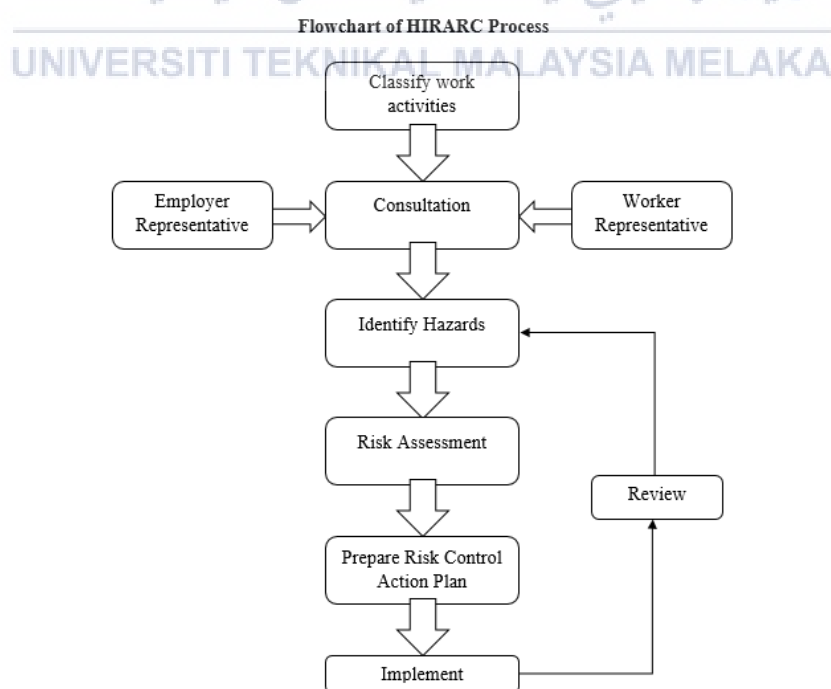 Flowchart of HIRARC Process
UNIVERSITI TEKNIKAL MALAYSIA MELAKA
Classify work
activities
Employer
Representative
Consultation
Worker
Representative
Identify Hazards
Risk Assessment
Review
Prepare Risk Control
Action Plan
Implement